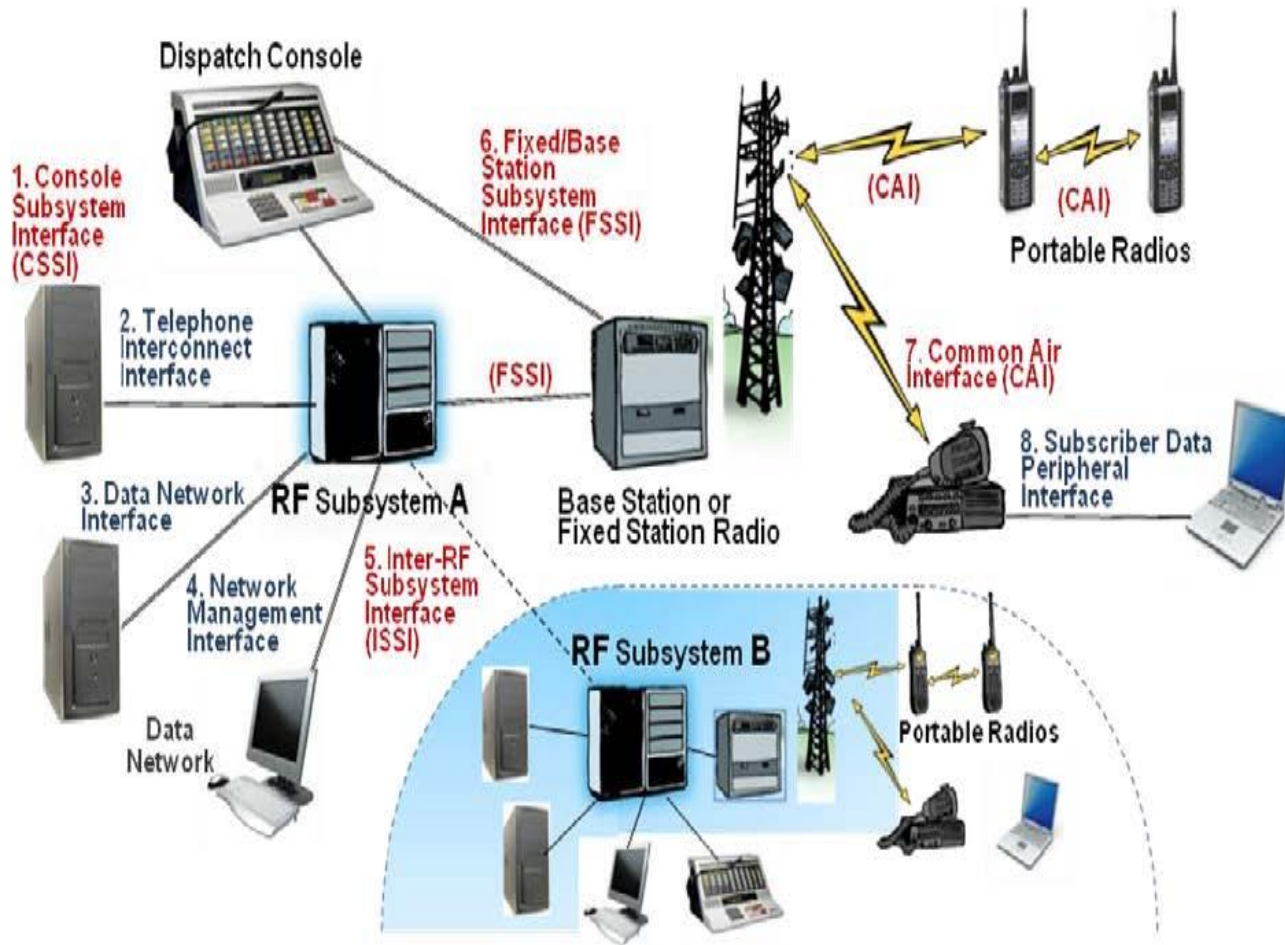 Dispatch Console
1. Console
Subsystem
Interface
(CSSI)
6. Fixed/Base
Station
Subsystem
Interface (FSSI)
(CAI)
(CAI)
Portable Radios
2. Telephone
Interconnect
Interface
(FSSI)
7. Common Air
Interface (CAI)
8. Subscriber Data
Peripheral
Interface
RF Subsystem A
Base Station or
Fixed Station Radio
3. Data Network
Interface
4. Network
Management
Interface
5. Inter-RF
Subsystem
Interface
(ISSI)
Data
Network
RF Subsystem B
Portable Radios